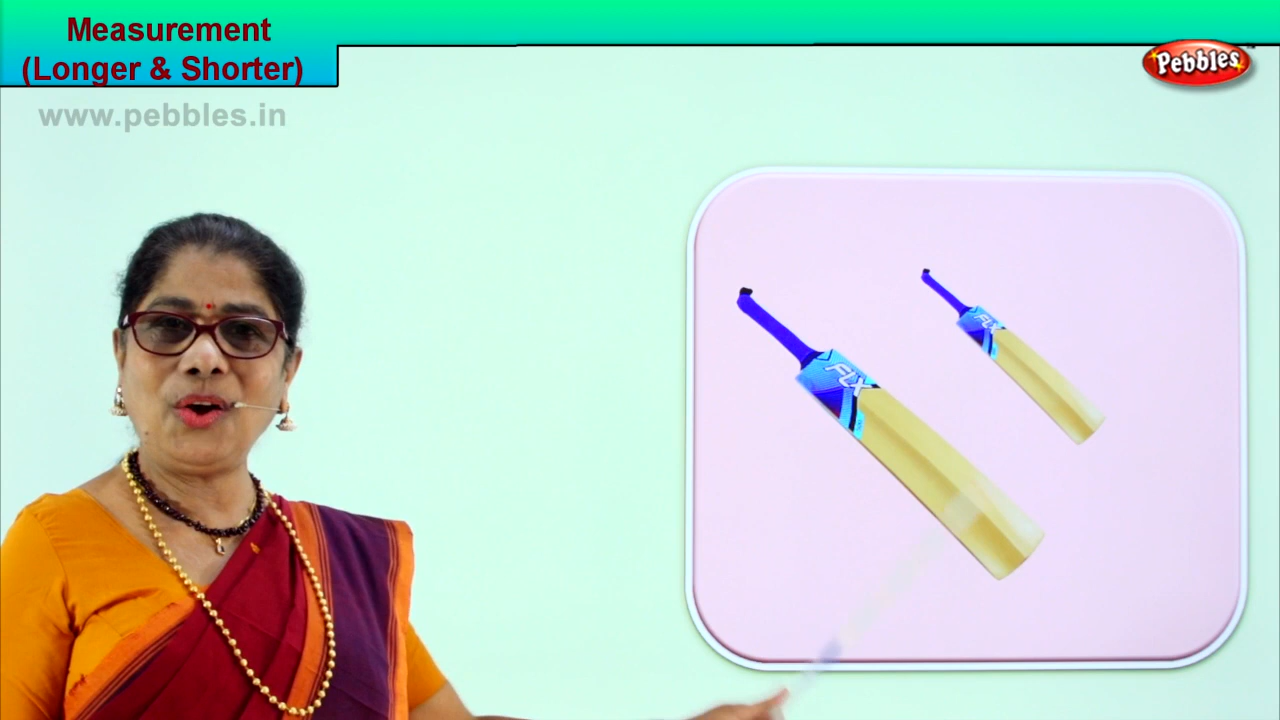 Measurement
(Longer & Shorter)
Pebbles
www.pebbles.in
FLX
FLX